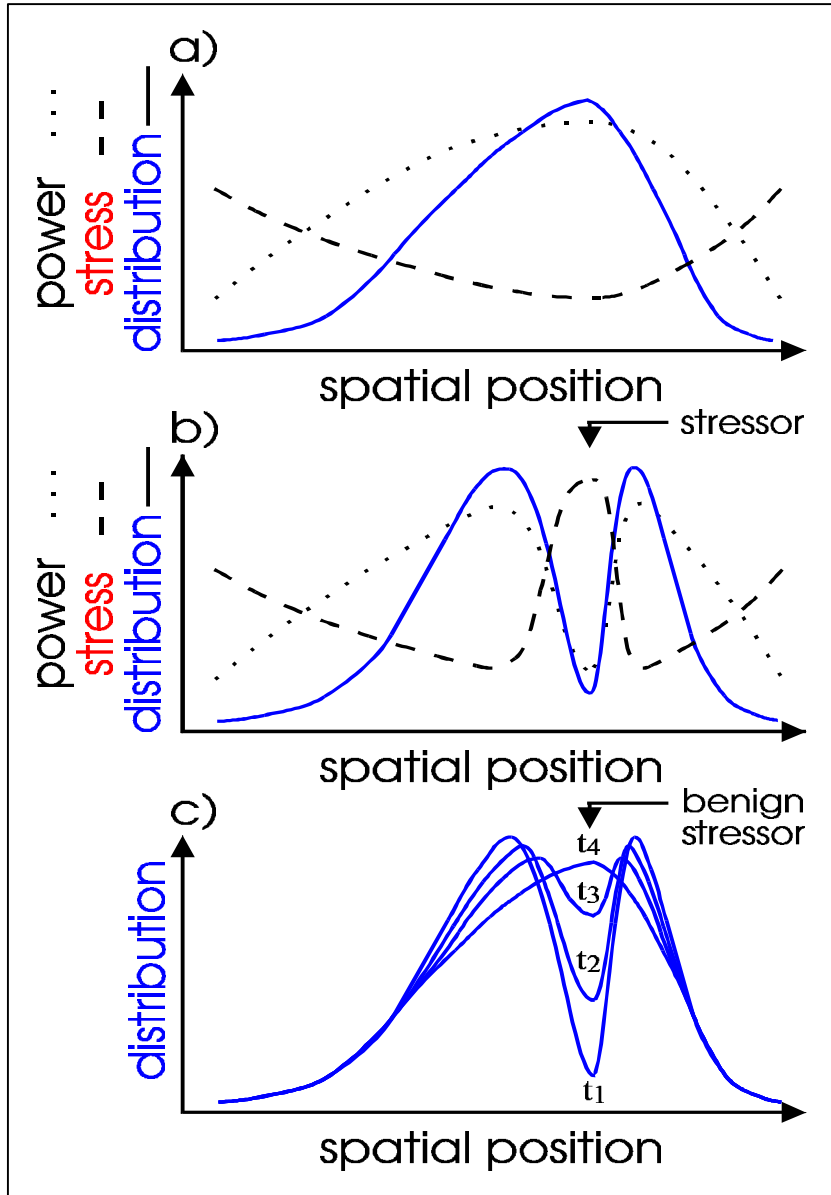 a)
power
stress
distribution
spatial position
b)
stressor
power
stress
distribution
spatial position
c)
benign
stressor
t4
t3
t2
t1
distribution
spatial position